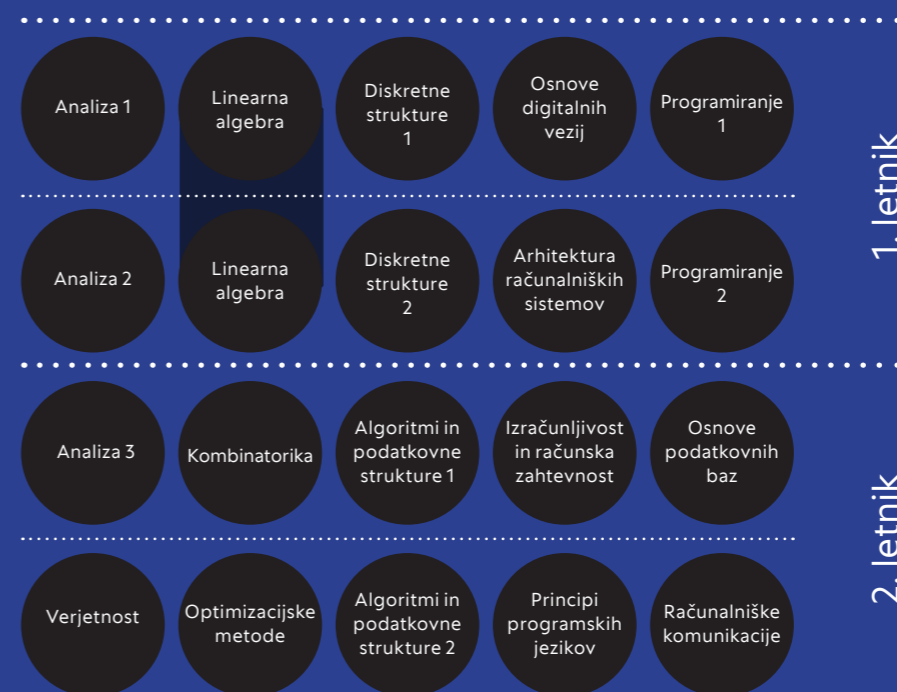 Analiza 1
Linearna
algebra
Diskretne
strukture
1
Osnove
digitalnih
vezij
Programiranje
1
1. letnik
Analiza 2
Linearna
algebra
Diskretne
strukture
2
Arhitektura
računalniških
sistemov
Programiranje
2
Analiza 3
Kombinatorika
Algoritmi in
podatkovne
strukture 1
Izračunljivost
in računska
zahtevnost
Osnove
podatkovnih
baz
2. letnik
Verjetnost
Optimizacijske
metode
Algoritmi in
podatkovne
strukture 2
Principi
programskih
jezikov
Računalniške
komunikacije